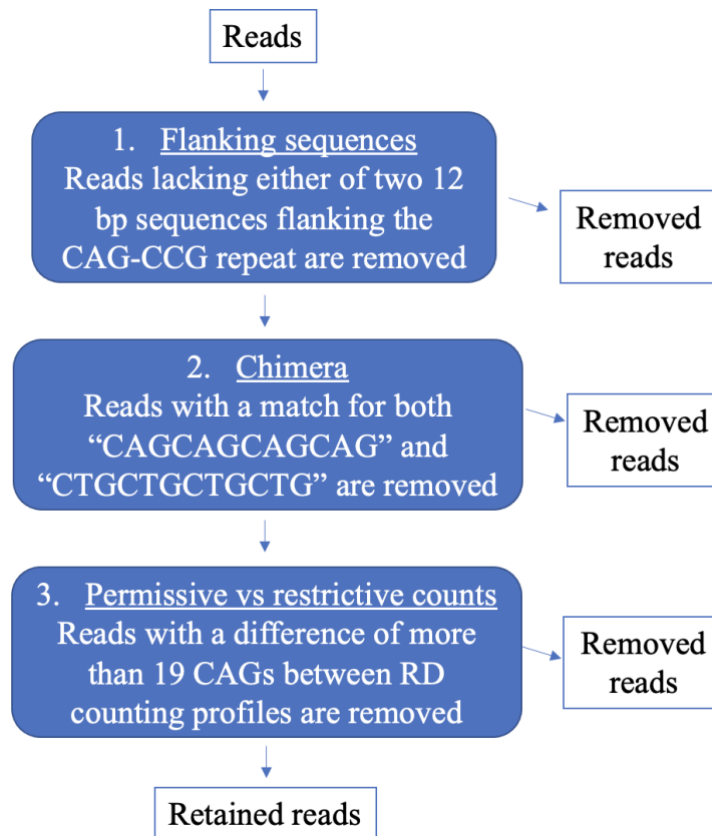 Reads
1. Flanking sequences
Reads lacking either of two 12
bp sequences flanking the
CAG-CCG repeat are removed
Removed
reads
2. Chimera
Reads with a match for both
“CAGCAGCAGCAG” and
“CTGCTGCTGCTG” are removed
Removed
reads
3. Permissive vs restrictive counts
Reads with a difference of more
than 19 CAGs between RD
counting profiles are removed
Removed
reads
Retained reads